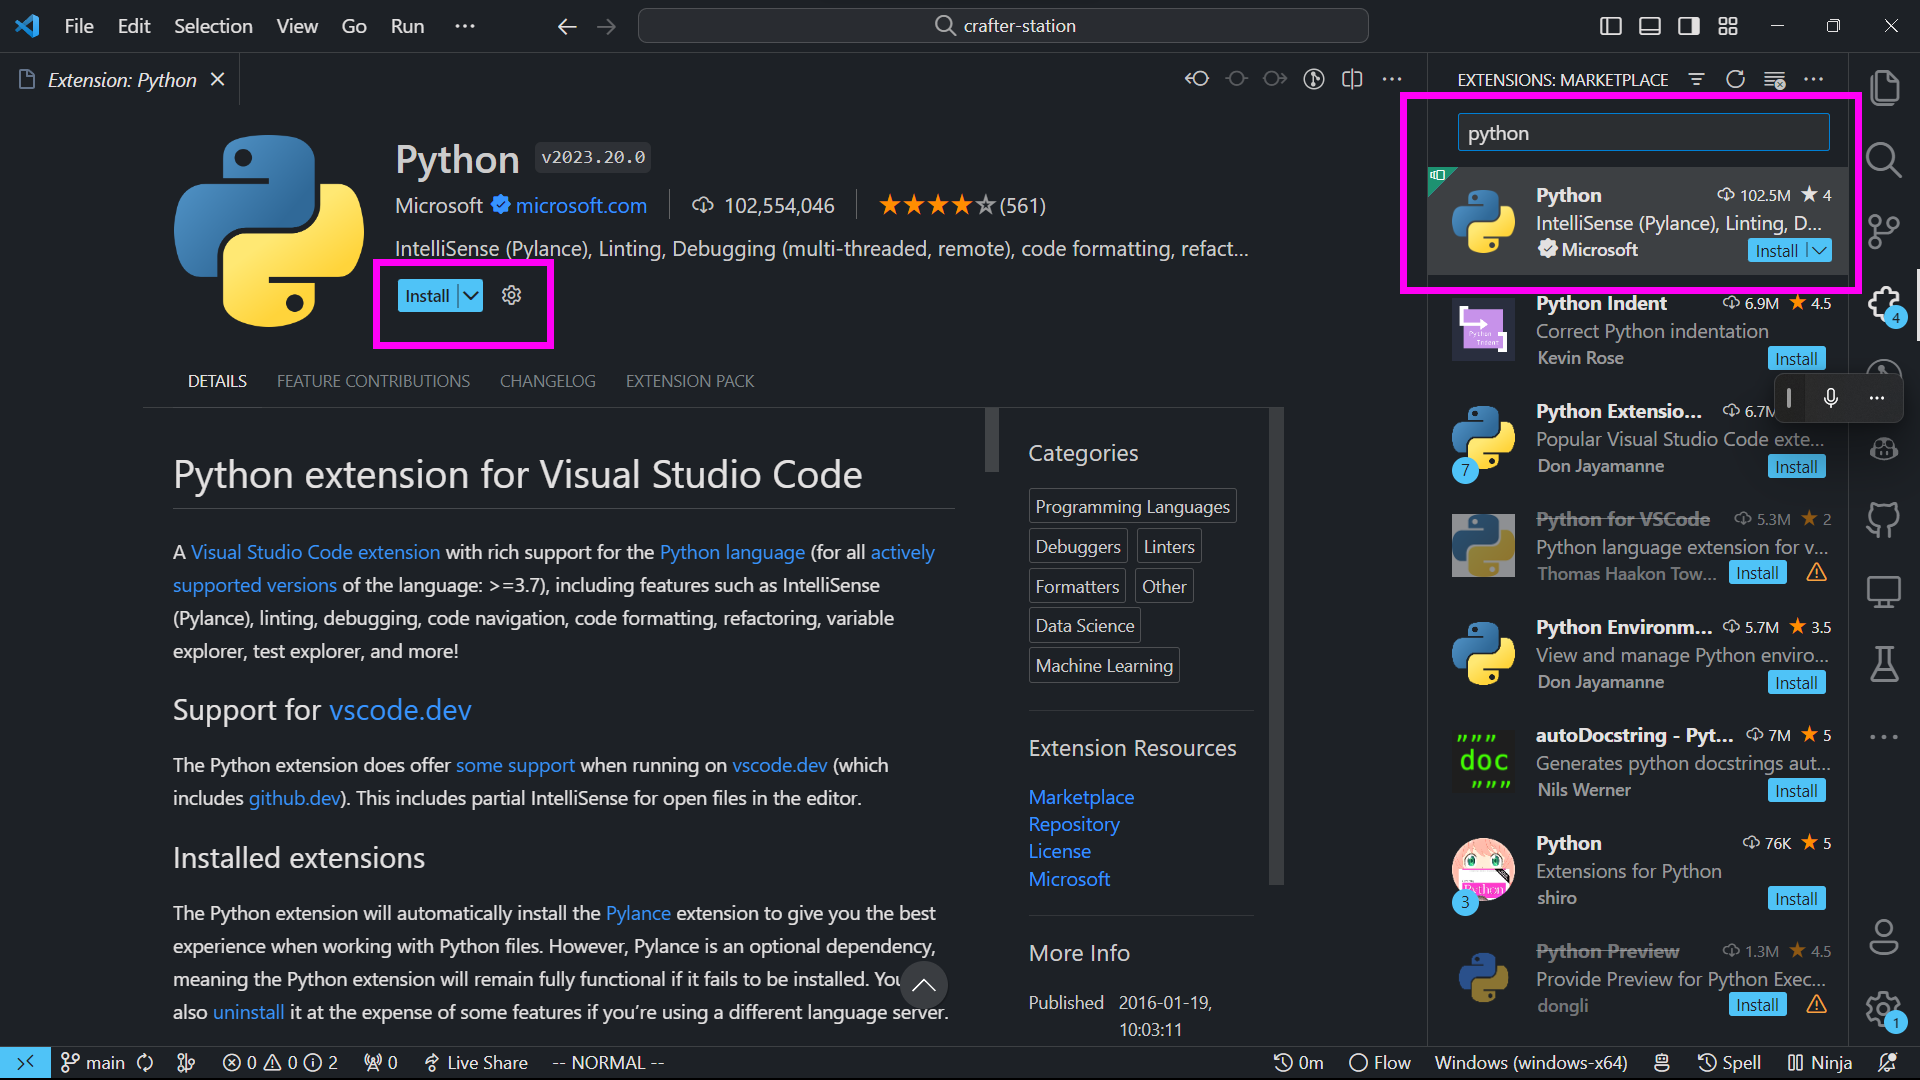 File Edit Selection View Go Run ···
crafter-station
Extension: Python
Python v2023.20.0
Microsoft microsoft.com 102,554,046 (561)
IntelliSense (Pylance), Linting, Debugging (multi-threaded, remote), code formatting, refact...
Install
DETAILS FEATURE CONTRIBUTIONS CHANGELOG EXTENSION PACK
Python extension for Visual Studio Code
A Visual Studio Code extension with rich support for the Python language (for all actively
supported versions of the language: >=3.7), including features such as IntelliSense
(Pylance), linting, debugging, code navigation, code formatting, refactoring, variable
explorer, test explorer, and more!
Support for vscode.dev
The Python extension does offer some support when running on vscode.dev (which
includes github.dev). This includes partial IntelliSense for open files in the editor.
Installed extensions
The Python extension will automatically install the Pylance extension to give you the best
experience when working with Python files. However, Pylance is an optional dependency,
meaning the Python extension will remain fully functional if it fails to be installed. You
also uninstall it at the expense of some features if you're using a different language server.
Categories
Programming Languages
Debuggers Linters
Formatters Other
Data Science
Machine Learning
Extension Resources
Marketplace
Repository
License
Microsoft
More Info
Published 2016-01-19,
10:03:11
EXTENSIONS: MARKETPLACE
python
Python 102.5M 4
IntelliSense (Pylance), Linting, D...
Microsoft Install
Python Indent 6.9M 4.5
Correct Python indentation
Kevin Rose Install
Python Indent
Python Extensio... 6.7M
Popular Visual Studio Code exte...
Don Jayamanne Install
7
Python for VSCode 5.3M 2
Python language extension for v...
Thomas Haakon Tow... Install
Python Environm... 5.7M 3.5
View and manage Python enviro...
Don Jayamanne Install
autoDocstring - Pyt... 7M 5
Generates python docstrings aut...
Nils Werner Install
""" doc """
Python 76K 5
Extensions for Python
shiro Install
Python
3
Python Preview 1.3M 4.5
Provide Preview for Python Exec...
dongli Install
4
1
main 0 0 2 0 Live Share -- NORMAL --
0m Flow Windows (windows-x64) Spell Ninja